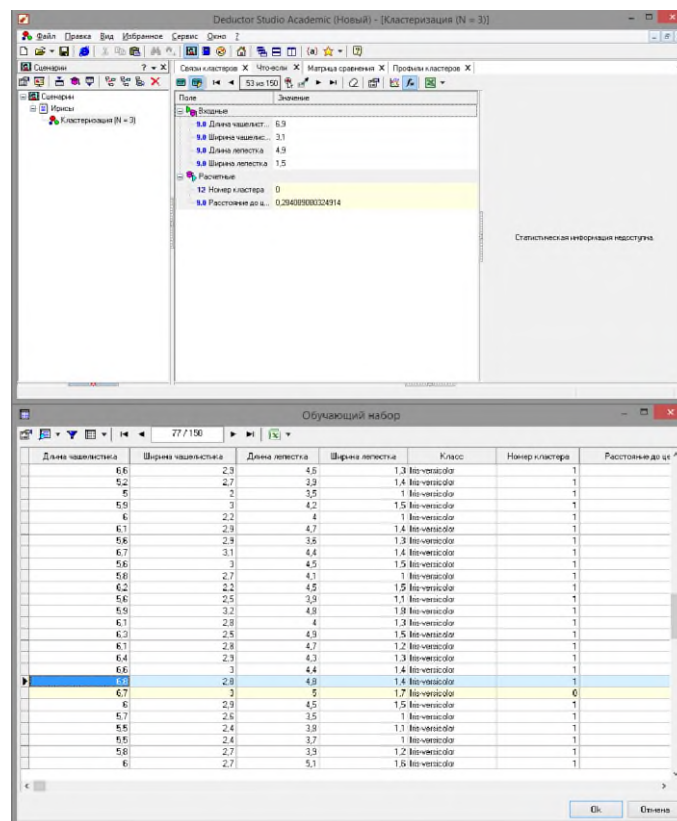 Deductor Studio Academic (Новый) - [Кластеризация (N = 3)]
Файл Правка Вид Избранное Сервис Окно ?
Сценарии
Связи кластеров X Что-если X Матрица сравнения X Профили кластеров X
53 из 150
Сценарии
Ирисы
Кластеризация (N = 3)
Поле Значение
Входные
9.0 Длина чашелист... 6,9
9.0 Ширина чашелис... 3,1
9.0 Длина лепестка 4,9
9.0 Ширина лепестка 1,5
Расчетные
12 Номер кластера 0
9.0 Расстояние до ц...
Статистическая информация недоступна
Обучающий набор
77 / 150
Длина чашелистика Ширина чашелистика Длина лепестка Ширина лепестка Класс Номер кластера Расстояние до це
6,6 2,9 4,6 1,3 Iris-versicolor 1
5,2 2,7 3,9 1,4 Iris-versicolor 1
5 2 3,5 1 Iris-versicolor 1
5,9 3 4,2 1,5 Iris-versicolor 1
6 2,2 4 1 Iris-versicolor 1
6,1 2,9 4,7 1,4 Iris-versicolor 1
5,6 2,9 3,6 1,3 Iris-versicolor 1
6,7 3,1 4,4 1,4 Iris-versicolor 1
5,6 3 4,5 1,5 Iris-versicolor 1
5,8 2,7 4,1 1 Iris-versicolor 1
6,2 2,2 4,5 1,5 Iris-versicolor 1
5,6 2,5 3,9 1,1 Iris-versicolor 1
5,9 3,2 4,8 1,8 Iris-versicolor 1
6,1 2,8 4 1,3 Iris-versicolor 1
6,3 2,5 4,9 1,5 Iris-versicolor 1
6,1 2,8 4,7 1,2 Iris-versicolor 1
6,4 2,9 4,3 1,3 Iris-versicolor 1
6,6 3 4,4 1,4 Iris-versicolor 1
6,8 2,8 4,8 1,4 Iris-versicolor 1
6,7 3 5 1,7 Iris-versicolor 0
6 2,9 4,5 1,5 Iris-versicolor 1
5,7 2,6 3,5 1 Iris-versicolor 1
5,5 2,4 3,8 1,1 Iris-versicolor 1
5,5 2,4 3,7 1 Iris-versicolor 1
5,8 2,7 3,9 1,2 Iris-versicolor 1
6 2,7 5,1 1,6 Iris-versicolor 1
Ok Отмена